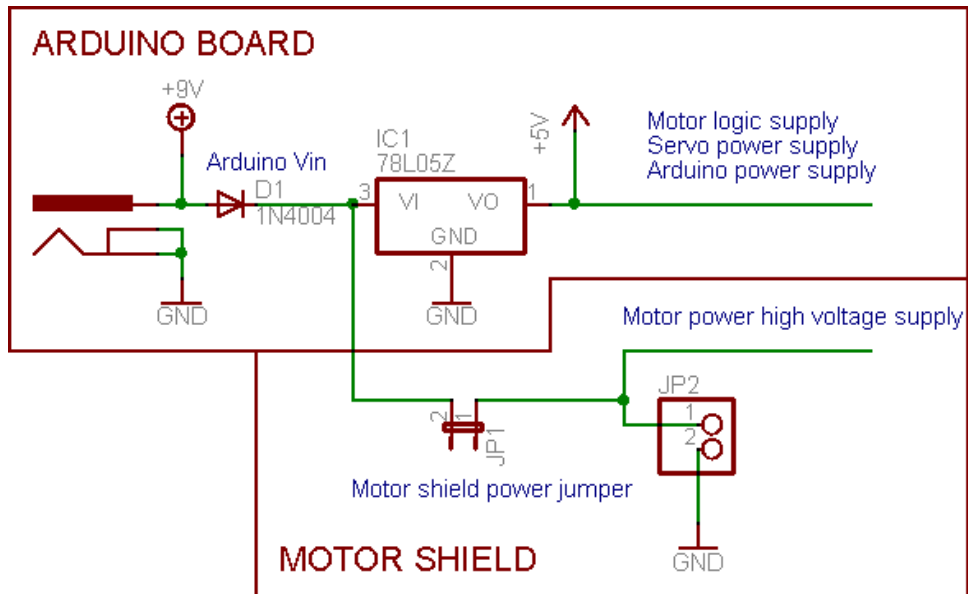 ARDUINO BOARD
+9V
Arduino Vin
D1
1N4004
IC1
78L05Z
3
VI
VO
1
GND
2
+5V
Motor logic supply
Servo power supply
Arduino power supply
GND
GND
Motor power high voltage supply
JP2
1
2
2
1
JP1
Motor shield power jumper
GND
MOTOR SHIELD